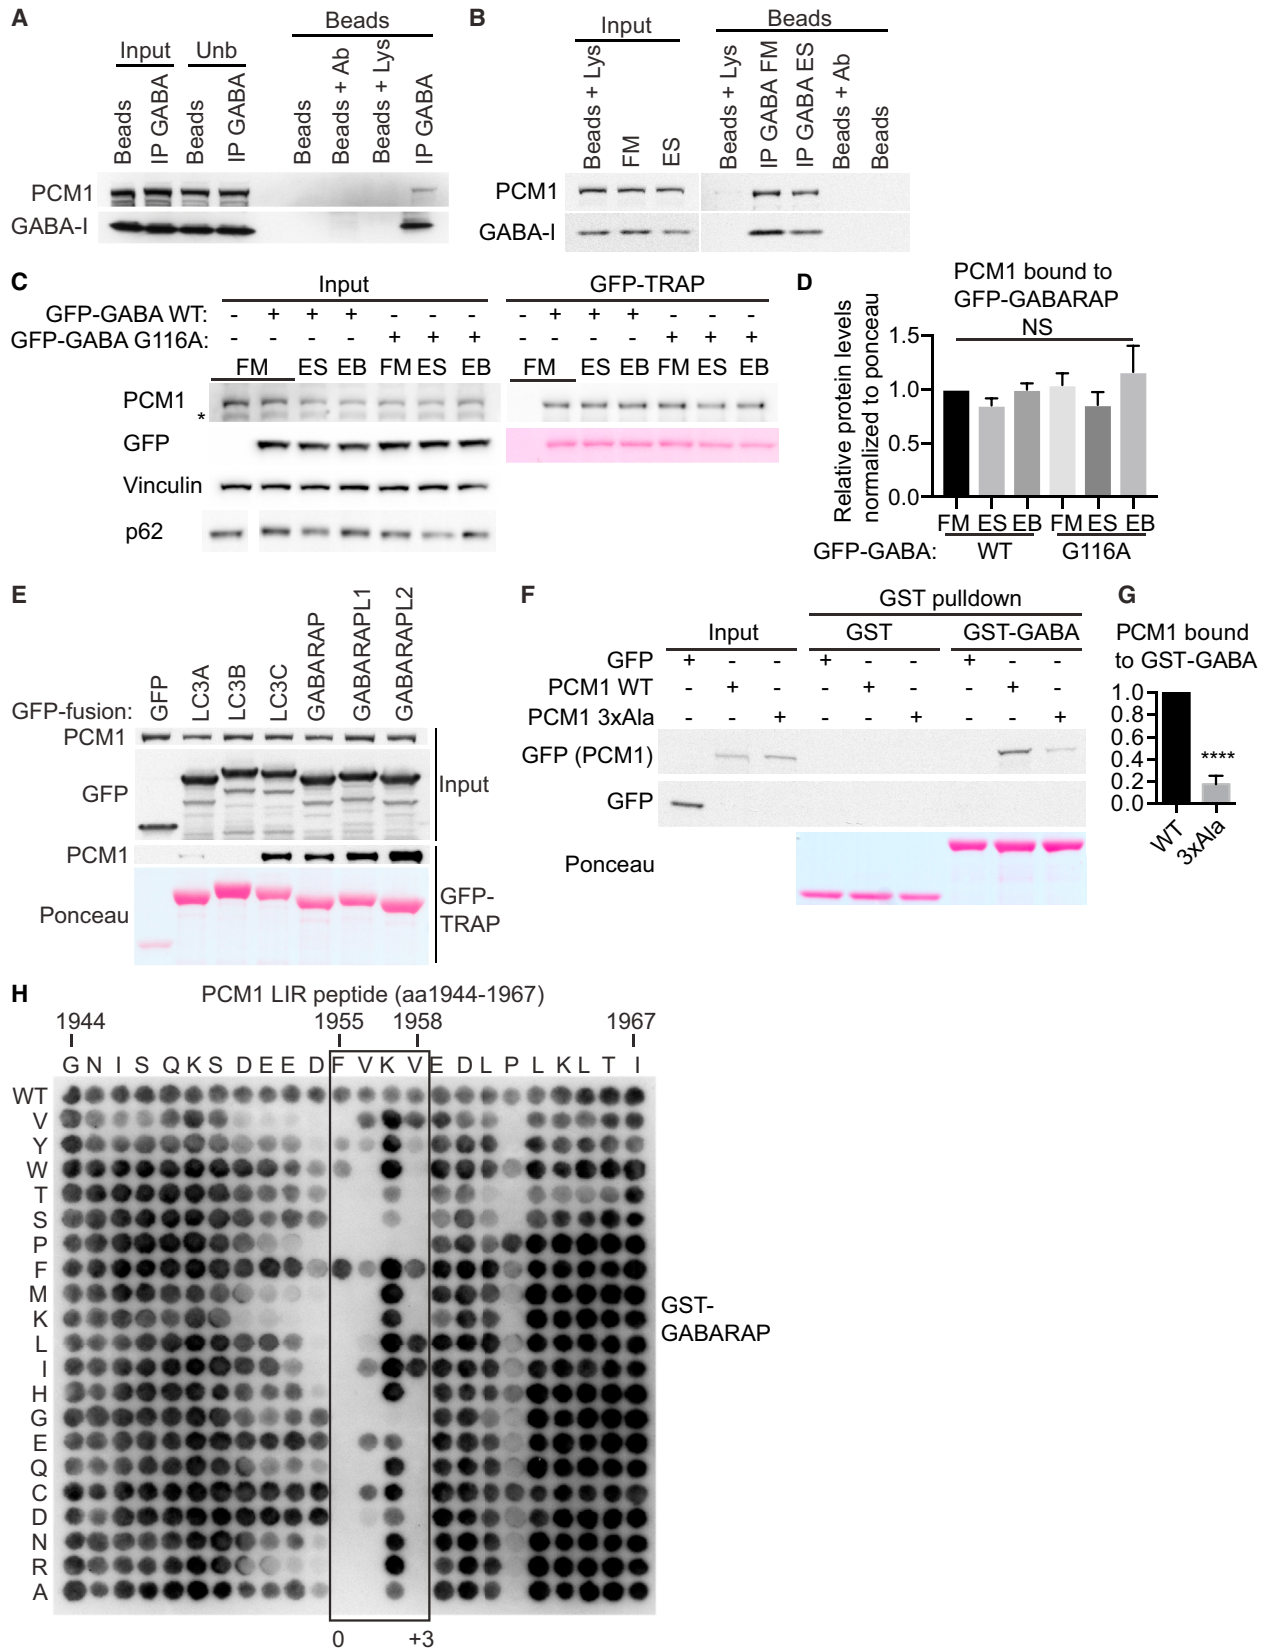 A
Beads
Input
Unb
Beads
IP GABA
Beads
IP GABA
Beads
Beads + Ab
Beads + Lys
IP GABA
PCM1
GABA-I
B
Input
Beads
Beads + Lys
FM
ES
Beads + Lys
IP GABA FM
IP GABA ES
Beads + Ab
Beads
PCM1
GABA-I
C
Input
GFP-TRAP
GFP-GABA WT: - + + + - - - - + + + - - -
GFP-GABA G116A: - - - - + + + - - - - + + +
FM ES EB FM ES EB FM ES EB FM ES EB
PCM1
*
GFP
Vinculin
p62
D
PCM1 bound to
GFP-GABARAP
NS
Relative protein levels
normalized to ponceau
1.5
1.0
0.5
0.0
FM ES EB FM ES EB
GFP-GABA: WT G116A
E
GFP-fusion:
GFP
LC3A
LC3B
LC3C
GABARAP
GABARAPL1
GABARAPL2
PCM1
GFP
Input
PCM1
Ponceau
GFP-
TRAP
F
GST pulldown
Input
GST
GST-GABA
GFP + - - + - - + - -
PCM1 WT - + - - + - - + -
PCM1 3xAla - - + - - + - - +
GFP (PCM1)
GFP
Ponceau
G
PCM1 bound
to GST-GABA
1.0
0.8
0.6
0.4
0.2
0.0
****
WT
3xAla
H
PCM1 LIR peptide (aa1944-1967)
1944 1955 1958 1967
G N I S Q K S D E E D F V K V E D L P L K L T I
WT
V
Y
W
T
S
P
F
M
K
L
I
H
G
E
Q
C
D
N
R
A
GST-
GABARAP
0 +3